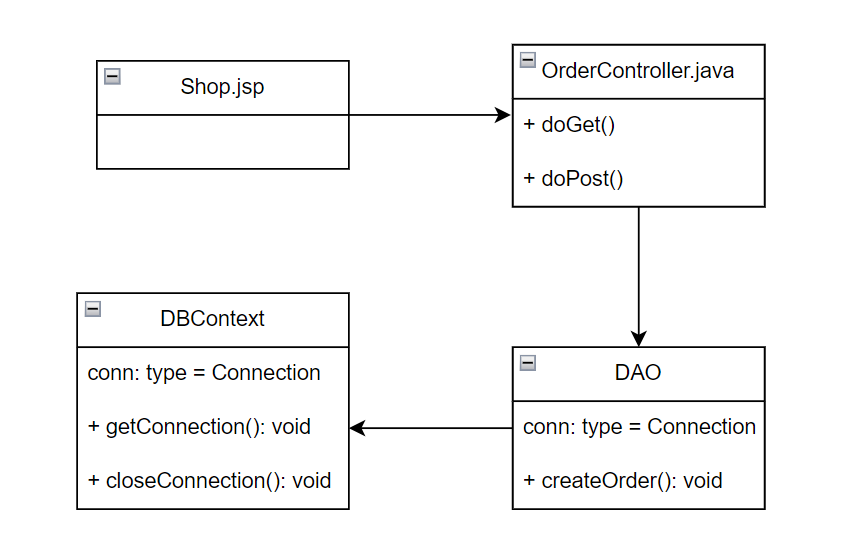 Shop.jsp
OrderController.java
+ doGet()
+ doPost()
DBContext
conn: type = Connection
+ getConnection(): void
+ closeConnection(): void
DAO
conn: type = Connection
+ createOrder(): void